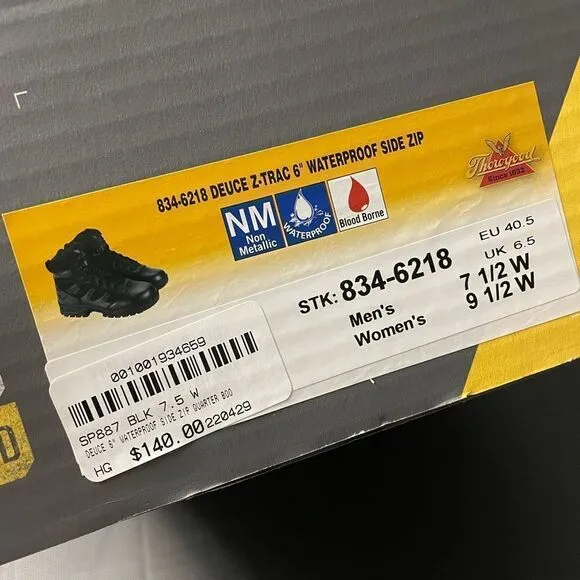 834-6218 DEUCE Z-TRAC 6" WATERPROOF SIDE ZIP
Thorogood
Since 1892
NM
Non
Metallic
WATERPROOF
Blood Borne
STK: 834-6218
EU 40.5
UK 6.5
Men's 7 1/2 W
Women's 9 1/2 W
001001934659
SP887 BLK 7.5 W
DEUCE 6" WATERPROOF SIDE ZIP QUARTER BOO
HG $140.00 220429
D